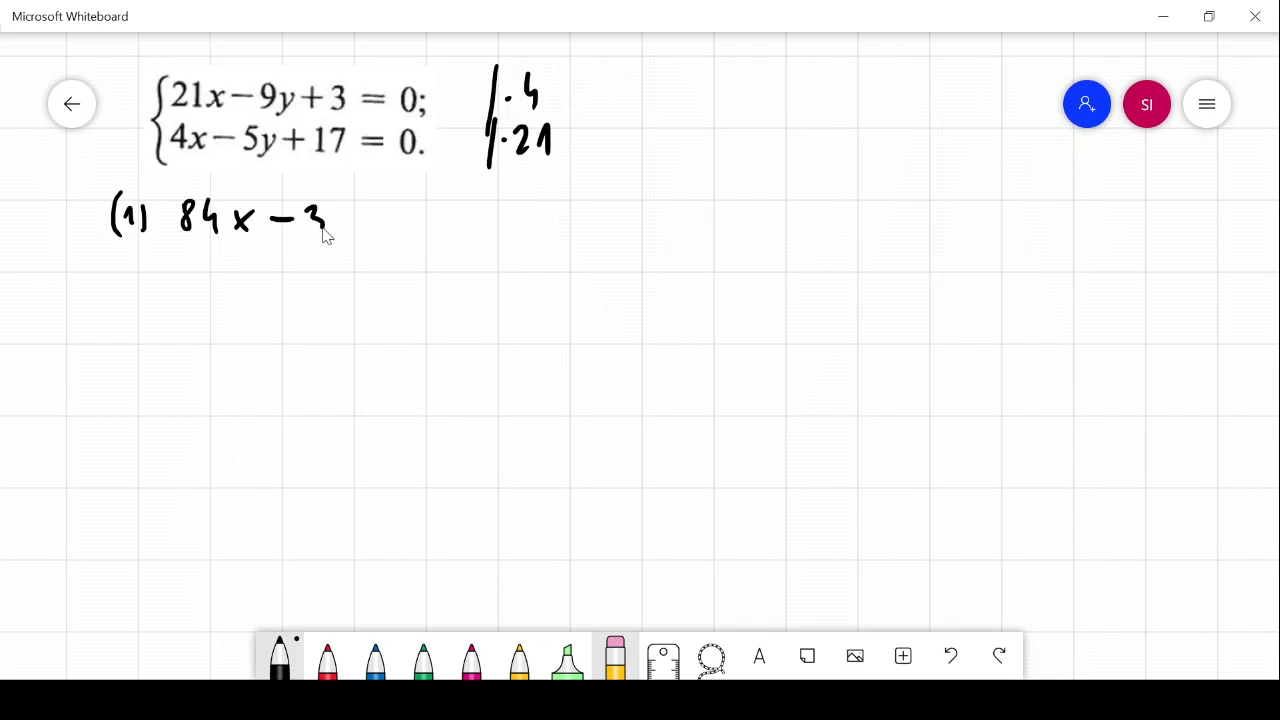 Microsoft Whiteboard
21x − 9y + 3 = 0; | · 4
4x − 5y + 17 = 0. | · 21
SI
(1) 84x − 3
A